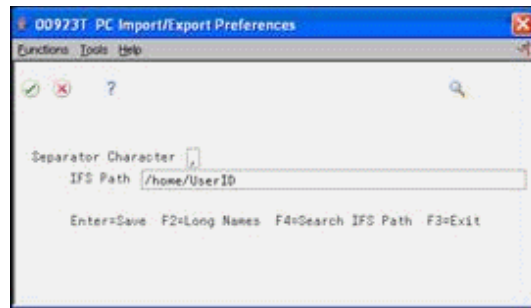 00923T PC Import/Export Preferences
Functions Tools Help
?
Separator Character ,
IFS Path /home/UserID
Enter=Save F2=Long Names F4=Search IFS Path F3=Exit